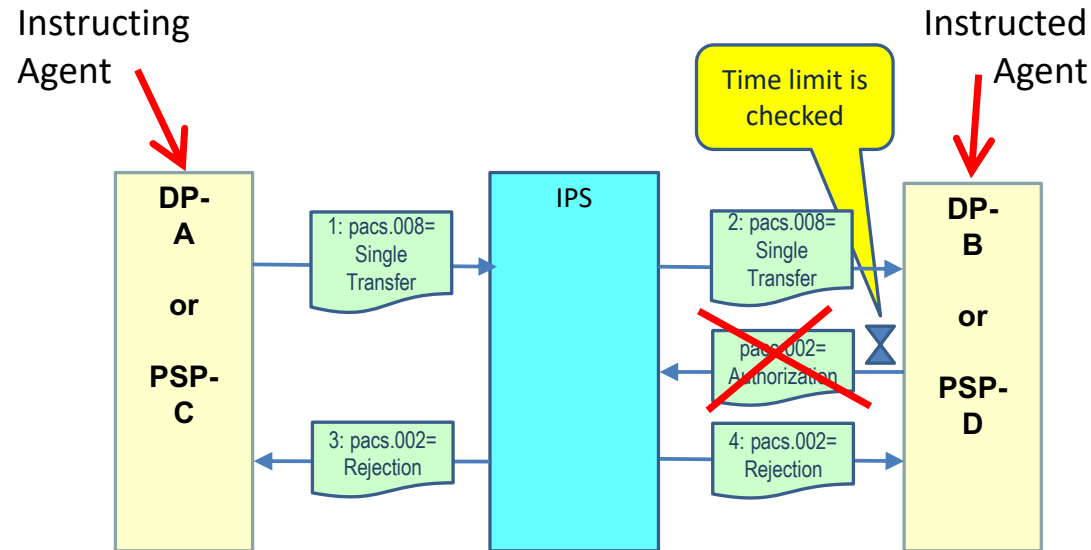 Instructing
Agent
Instructed
Agent
Time limit is
checked
DP-
A
or
PSP-
C
1: pacs.008=
Single
Transfer
IPS
2: pacs.008=
Single
Transfer
pacs.002=
Authorization
3: pacs.002=
Rejection
4: pacs.002=
Rejection
DP-
B
or
PSP-
D